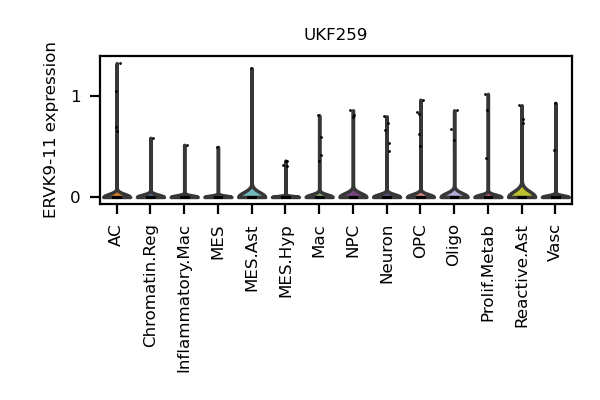 UKF259
ERVK9-11 expression
1
0
AC
Chromatin.Reg
Inflammatory.Mac
MES
MES.Ast
MES.Hyp
Mac
NPC
Neuron
OPC
Oligo
Prolif.Metab
Reactive.Ast
Vasc